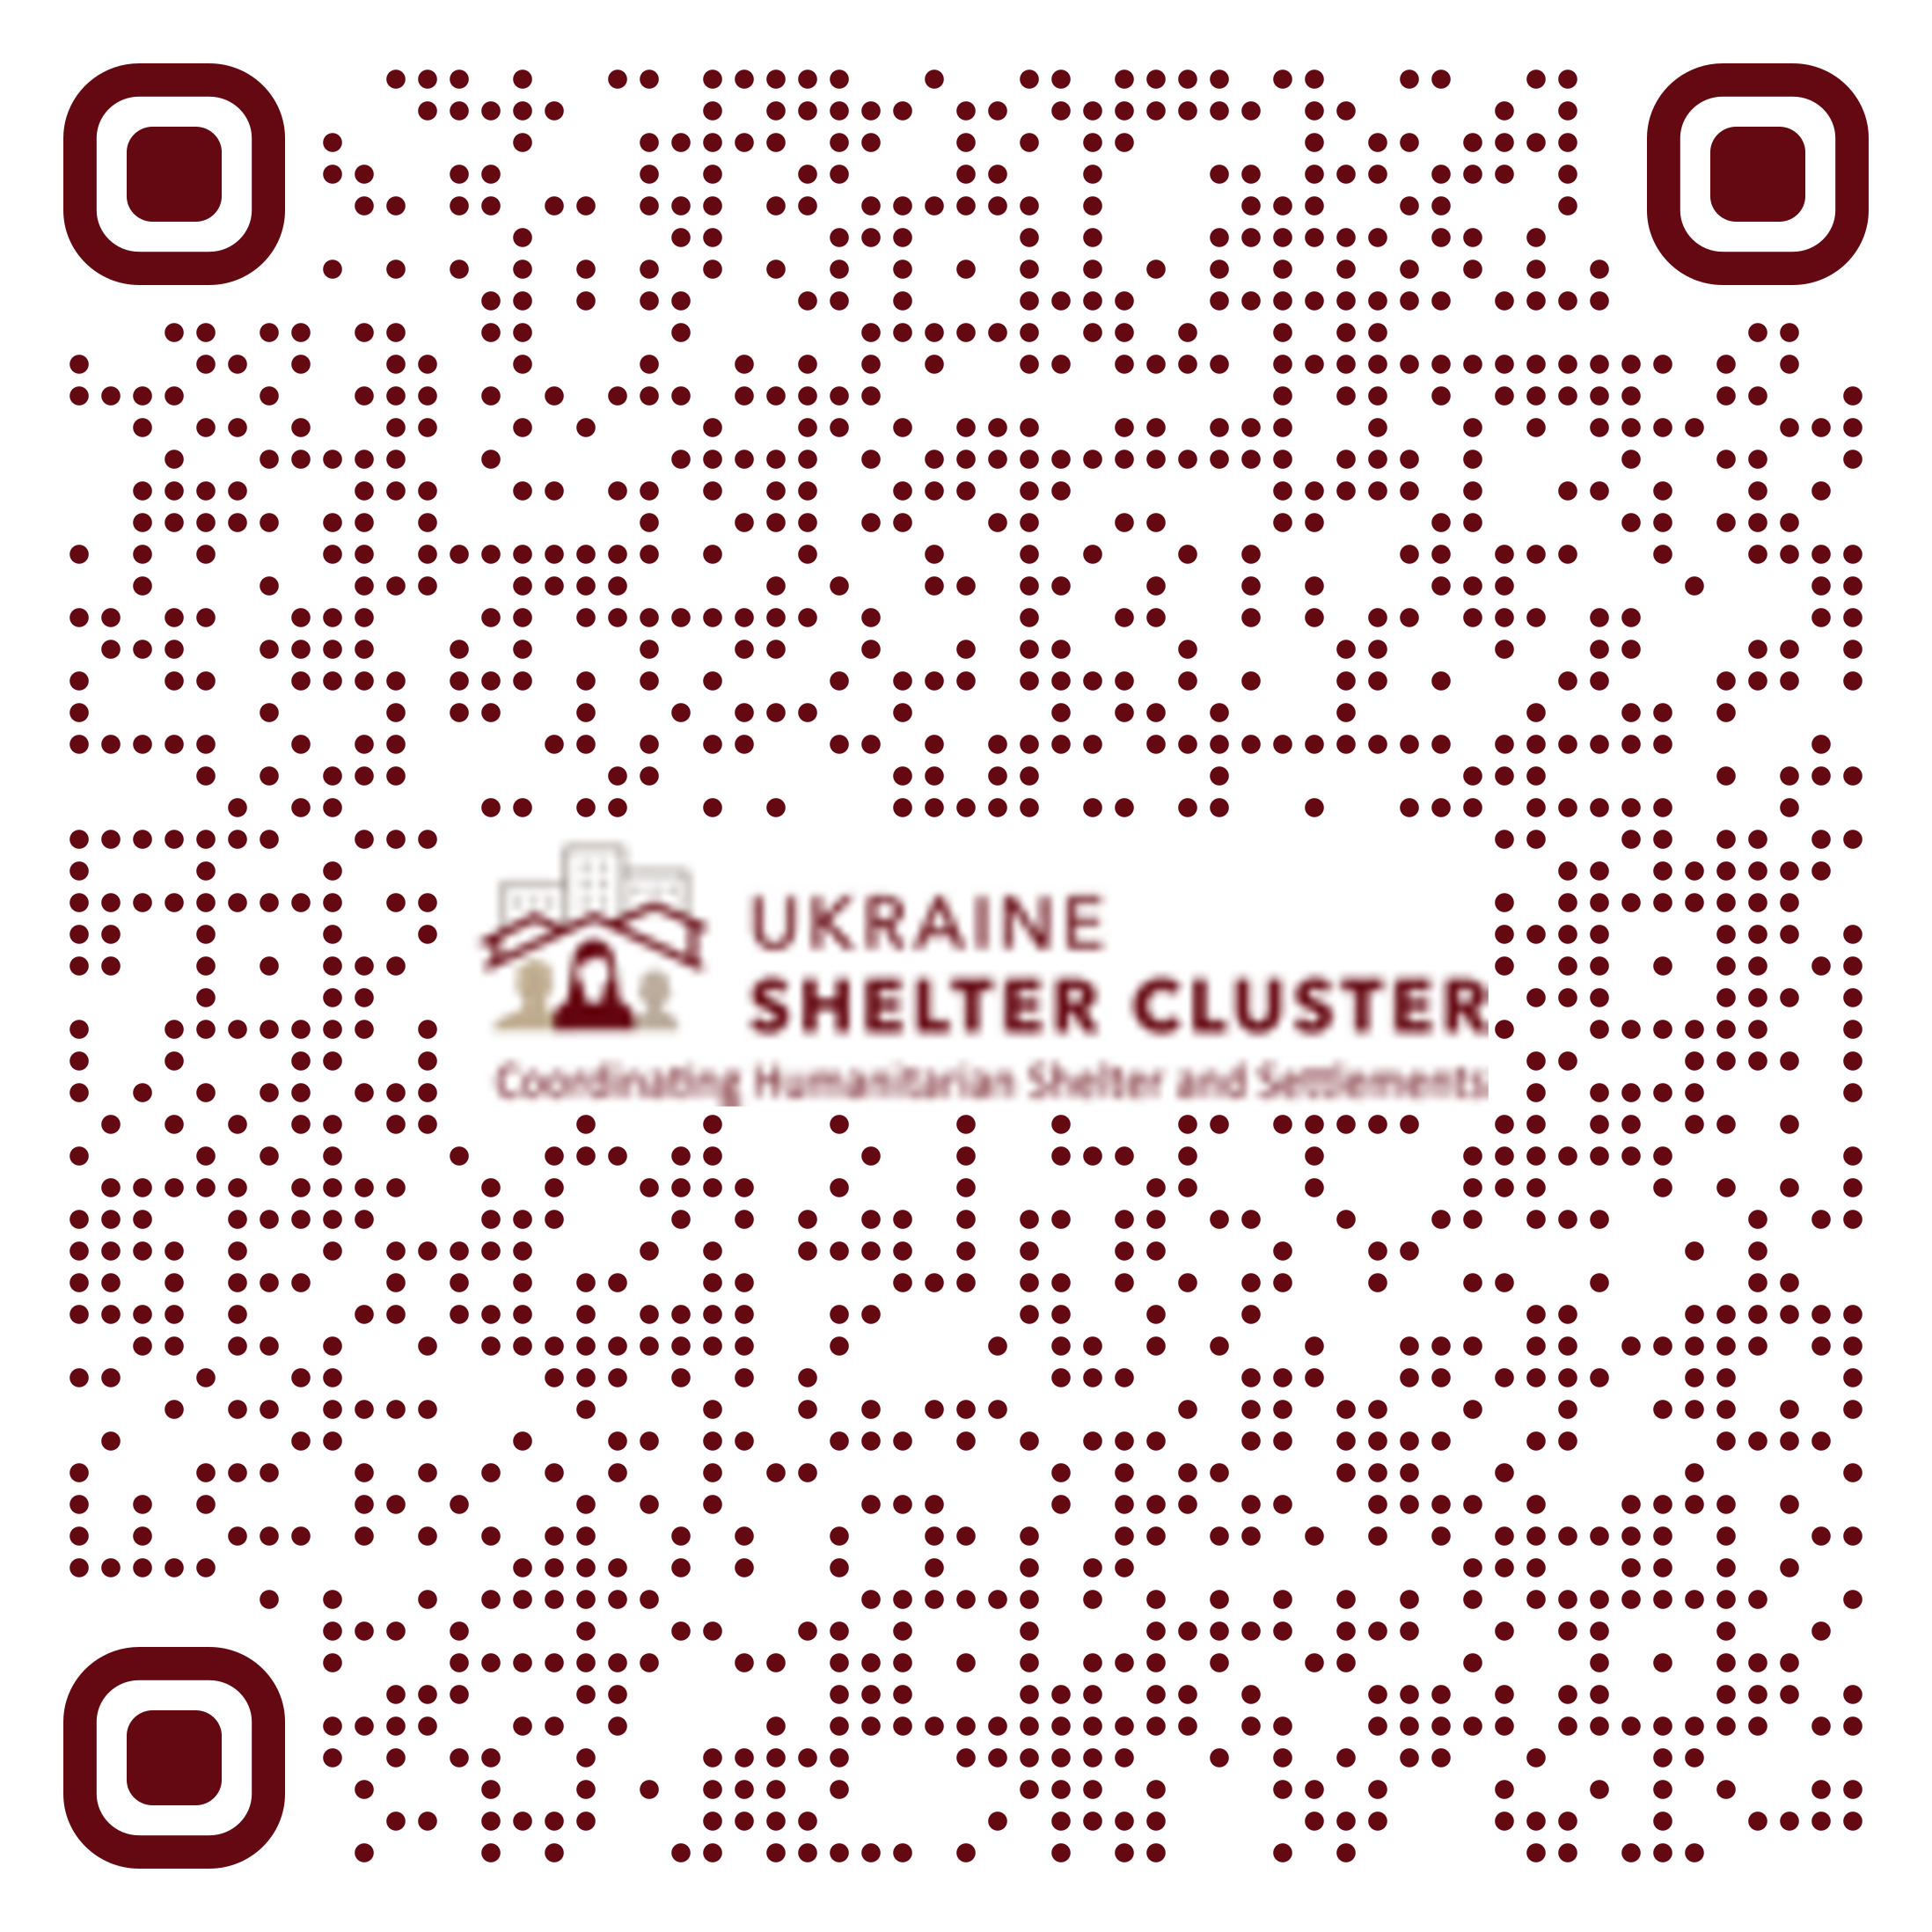 UKRAINE
SHELTER CLUSTER
Coordinating Humanitarian Shelter and Settlements